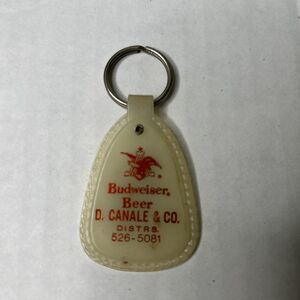 Budweiser®
Beer
D. CANALE & CO.
DISTRS.
526-5081